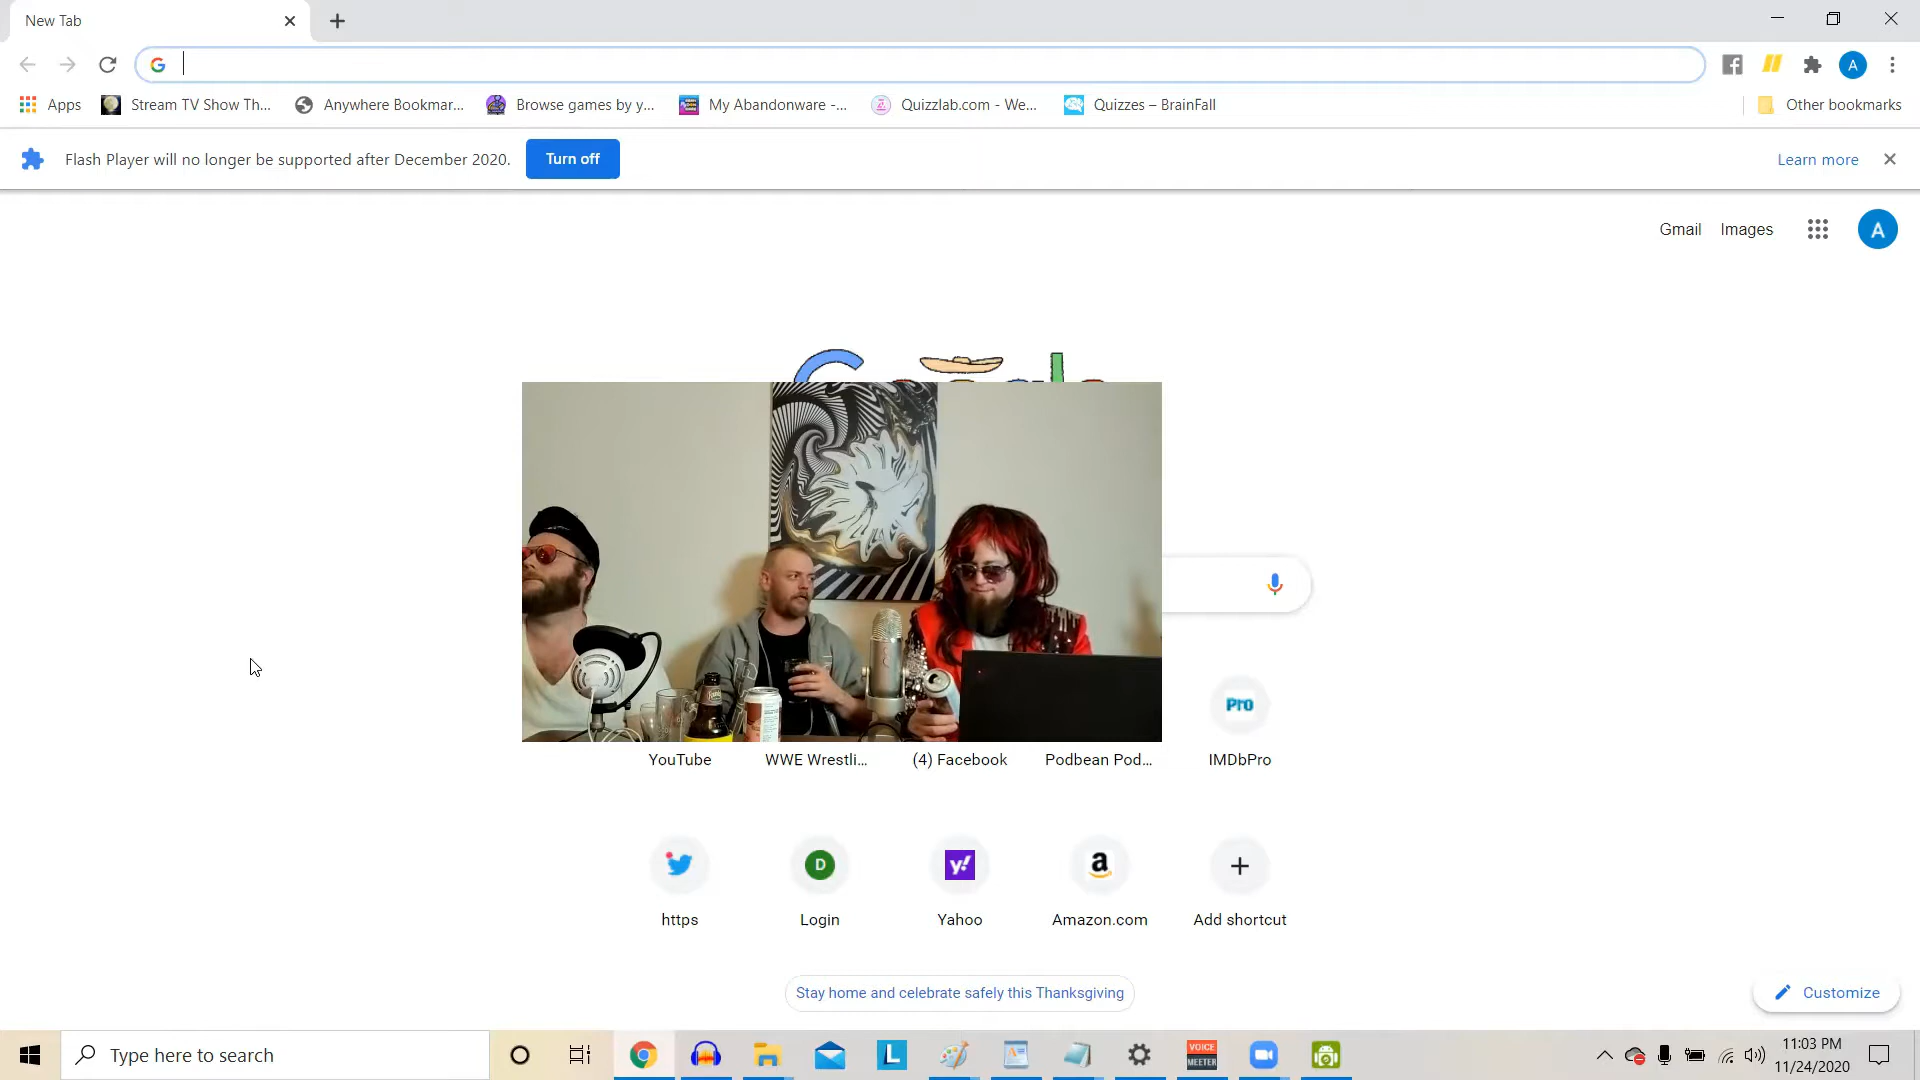 New Tab
Apps Stream TV Show Th... Anywhere Bookmar... Browse games by y... My Abandonware -... Quizzlab.com - We... Quizzes – BrainFall Other bookmarks
Flash Player will no longer be supported after December 2020. Turn off Learn more
Gmail Images A
Pro
YouTube WWE Wrestli... (4) Facebook Podbean Pod... IMDbPro
D y! a
https Login Yahoo Amazon.com Add shortcut
Stay home and celebrate safely this Thanksgiving
Customize
Type here to search
L
VOICE
MEETER
11:03 PM
11/24/2020